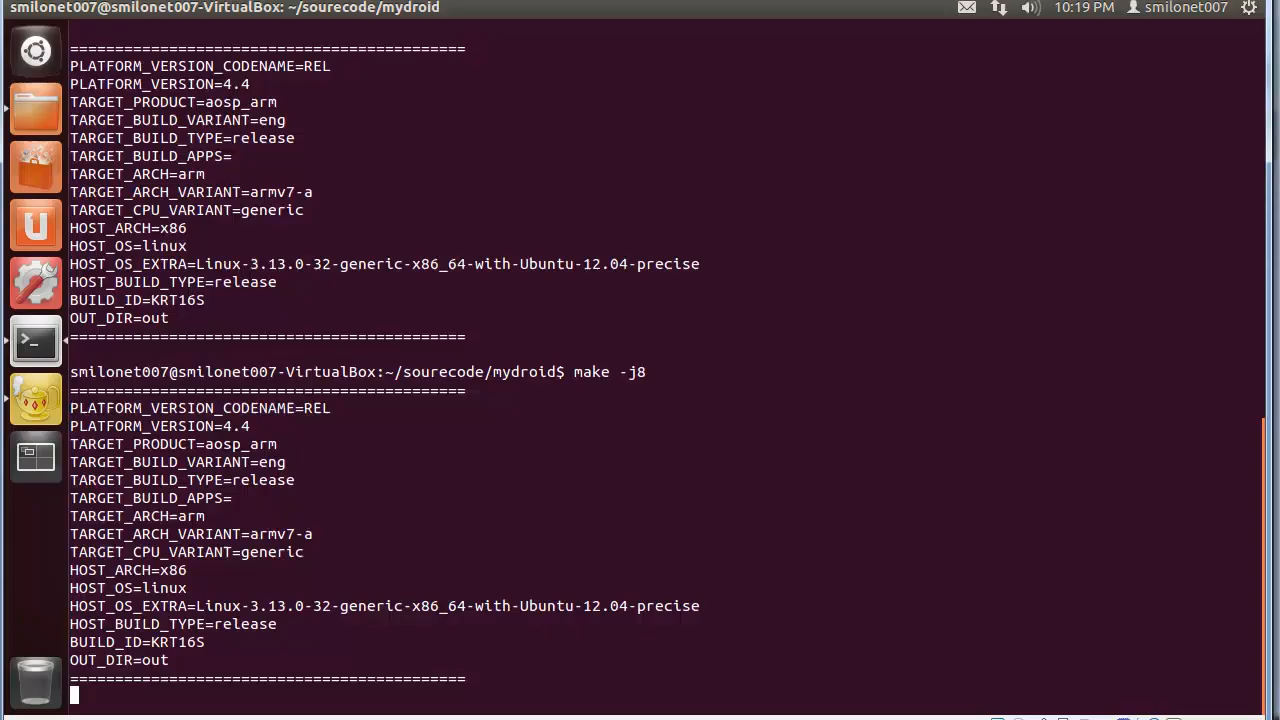 smilonet007@smilonet007-VirtualBox: ~/sourecode/mydroid
10:19 PM smilonet007
============================================
PLATFORM_VERSION_CODENAME=REL
PLATFORM_VERSION=4.4
TARGET_PRODUCT=aosp_arm
TARGET_BUILD_VARIANT=eng
TARGET_BUILD_TYPE=release
TARGET_BUILD_APPS=
TARGET_ARCH=arm
TARGET_ARCH_VARIANT=armv7-a
TARGET_CPU_VARIANT=generic
HOST_ARCH=x86
HOST_OS=linux
HOST_OS_EXTRA=Linux-3.13.0-32-generic-x86_64-with-Ubuntu-12.04-precise
HOST_BUILD_TYPE=release
BUILD_ID=KRT16S
OUT_DIR=out
============================================
smilonet007@smilonet007-VirtualBox:~/sourecode/mydroid$ make -j8
============================================
PLATFORM_VERSION_CODENAME=REL
PLATFORM_VERSION=4.4
TARGET_PRODUCT=aosp_arm
TARGET_BUILD_VARIANT=eng
TARGET_BUILD_TYPE=release
TARGET_BUILD_APPS=
TARGET_ARCH=arm
TARGET_ARCH_VARIANT=armv7-a
TARGET_CPU_VARIANT=generic
HOST_ARCH=x86
HOST_OS=linux
HOST_OS_EXTRA=Linux-3.13.0-32-generic-x86_64-with-Ubuntu-12.04-precise
HOST_BUILD_TYPE=release
BUILD_ID=KRT16S
OUT_DIR=out
============================================